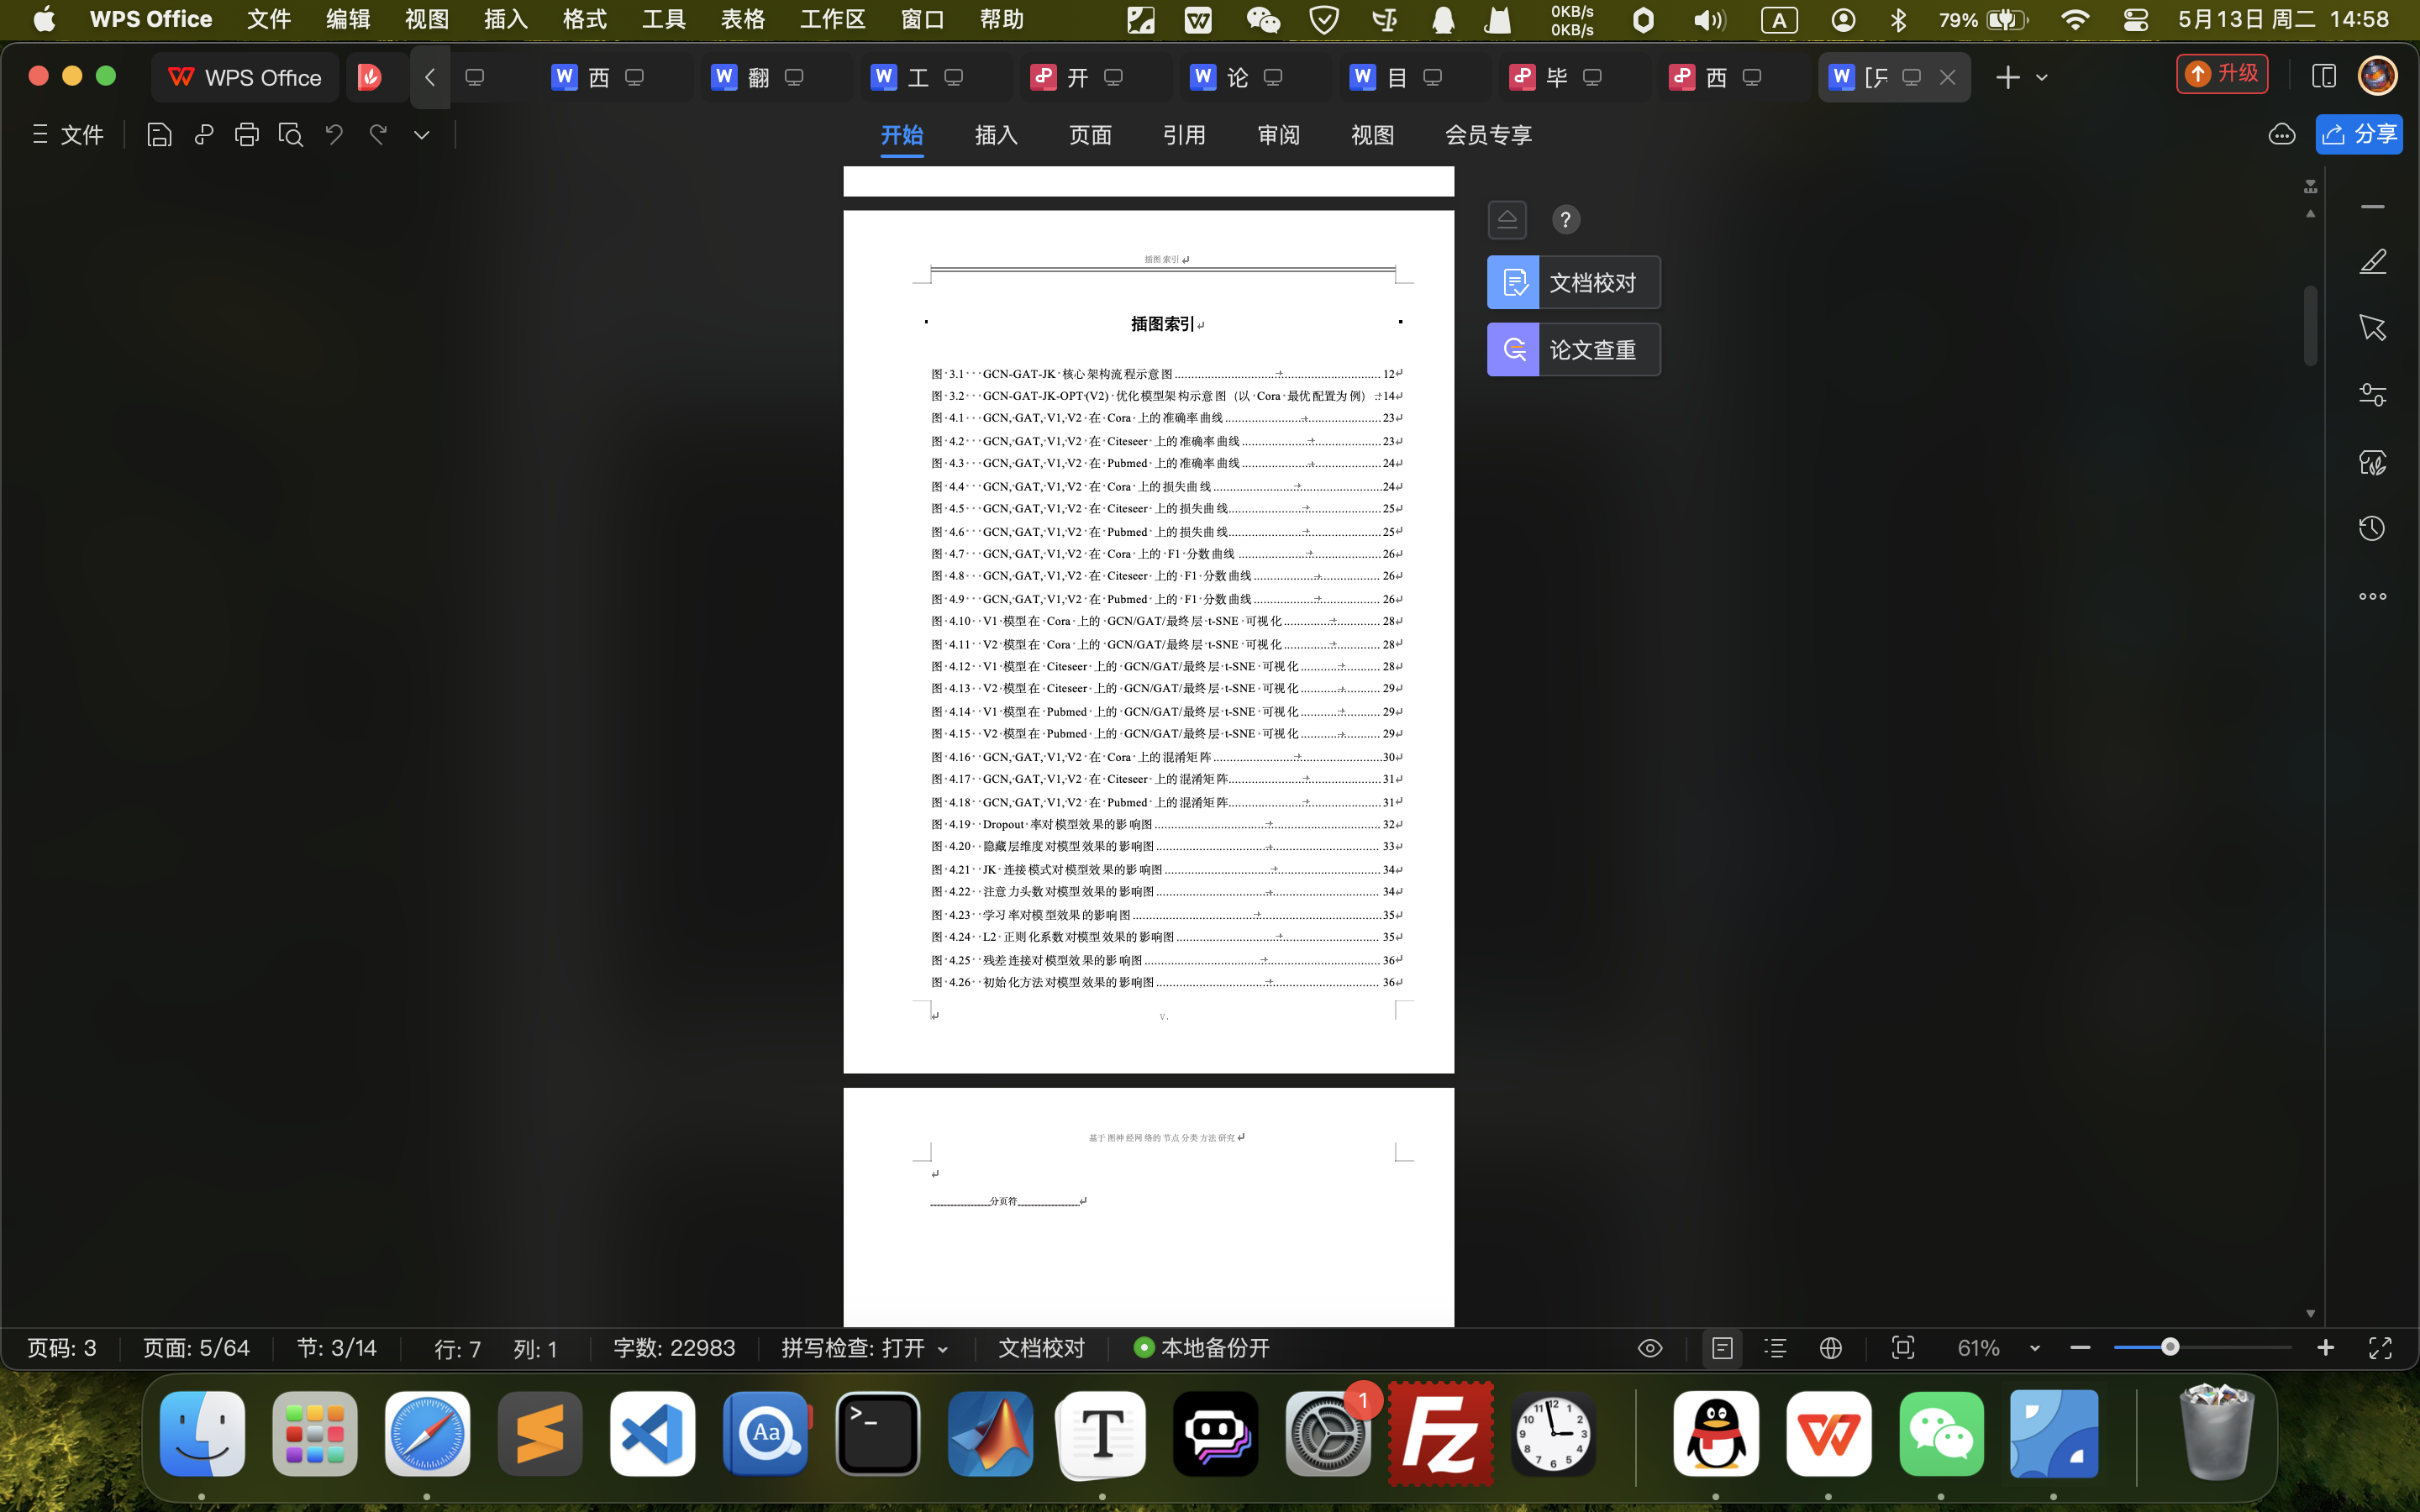 WPS Office 文件 编辑 视图 插入 格式 工具 表格 工作区 窗口 帮助 0KB/s 0KB/s A 79% 5月13日 周二 14:58
WPS Office 西 翻 工 开 论 目 毕 西 升级
文件 开始 插入 页面 引用 审阅 视图 会员专享 分享
插图索引
文档校对
论文查重
插图索引
图 3.1 GCN-GAT-JK 核心架构流程示意图 12
图 3.2 GCN-GAT-JK-OPT(V2) 优化模型架构示意图（以 Cora 最优配置为例） 14
图 4.1 GCN, GAT, V1, V2 在 Cora 上的准确率曲线 23
图 4.2 GCN, GAT, V1, V2 在 Citeseer 上的准确率曲线 23
图 4.3 GCN, GAT, V1, V2 在 Pubmed 上的准确率曲线 24
图 4.4 GCN, GAT, V1, V2 在 Cora 上的损失曲线 24
图 4.5 GCN, GAT, V1, V2 在 Citeseer 上的损失曲线 25
图 4.6 GCN, GAT, V1, V2 在 Pubmed 上的损失曲线 25
图 4.7 GCN, GAT, V1, V2 在 Cora 上的 F1 分数曲线 26
图 4.8 GCN, GAT, V1, V2 在 Citeseer 上的 F1 分数曲线 26
图 4.9 GCN, GAT, V1, V2 在 Pubmed 上的 F1 分数曲线 26
图 4.10 V1 模型在 Cora 上的 GCN/GAT/最终层 t-SNE 可视化 28
图 4.11 V2 模型在 Cora 上的 GCN/GAT/最终层 t-SNE 可视化 28
图 4.12 V1 模型在 Citeseer 上的 GCN/GAT/最终层 t-SNE 可视化 28
图 4.13 V2 模型在 Citeseer 上的 GCN/GAT/最终层 t-SNE 可视化 29
图 4.14 V1 模型在 Pubmed 上的 GCN/GAT/最终层 t-SNE 可视化 29
图 4.15 V2 模型在 Pubmed 上的 GCN/GAT/最终层 t-SNE 可视化 29
图 4.16 GCN, GAT, V1, V2 在 Cora 上的混淆矩阵 30
图 4.17 GCN, GAT, V1, V2 在 Citeseer 上的混淆矩阵 31
图 4.18 GCN, GAT, V1, V2 在 Pubmed 上的混淆矩阵 31
图 4.19 Dropout 率对模型效果的影响图 32
图 4.20 隐藏层维度对模型效果的影响图 33
图 4.21 JK 连接模式对模型效果的影响图 34
图 4.22 注意力头数对模型效果的影响图 34
图 4.23 学习率对模型效果的影响图 35
图 4.24 L2 正则化系数对模型效果的影响图 35
图 4.25 残差连接对模型效果的影响图 36
图 4.26 初始化方法对模型效果的影响图 36
V
基于图神经网络的节点分类方法研究
分页符
页码: 3 页面: 5/64 节: 3/14 行: 7 列: 1 字数: 22983 拼写检查: 打开 文档校对 本地备份开 61%
1